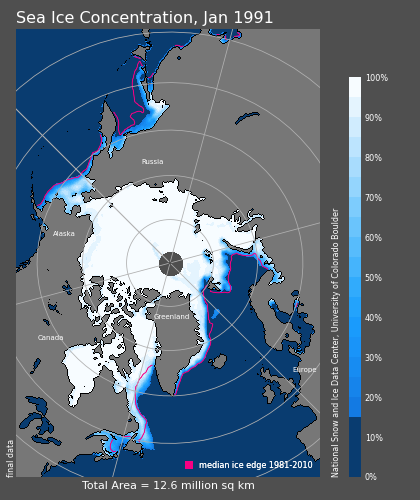 Sea Ice Concentration, Jan 1991
Russia
Alaska
Greenland
Canada
Europe
median ice edge 1981-2010
Total Area = 12.6 million sq km
final data
100%
90%
80%
70%
60%
50%
40%
30%
20%
10%
0%
National Snow and Ice Data Center, University of Colorado Boulder